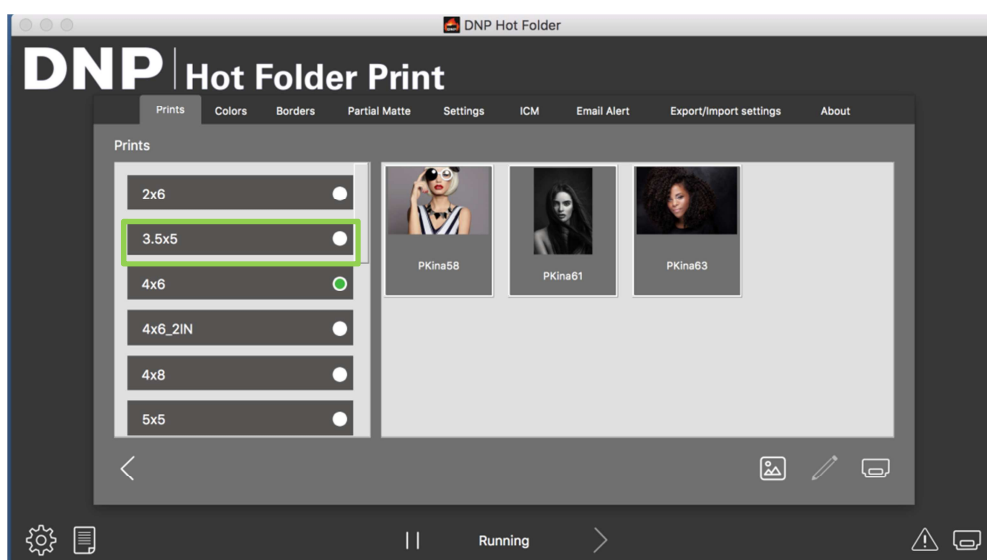 DNP Hot Folder
DNP Hot Folder Print
Prints Colors Borders Partial Matte Settings ICM Email Alert Export/Import settings About
Prints
2x6
3.5x5
4x6
4x6_2IN
4x8
5x5
PKina58
PKina61
PKina63
Running